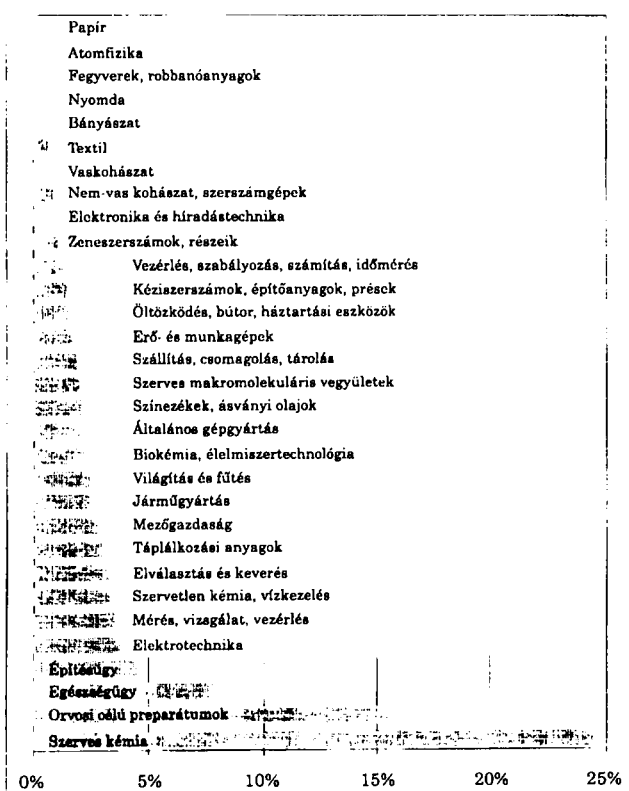 Papír
Atomfizika
Fegyverek, robbanóanyagok
Nyomda
Bányászat
Textil
Vaskohászat
Nem-vas kohászat, szerszámgépek
Elektronika és híradástechnika
Zeneszerszámok, részeik
Vezérlés, szabályozás, számítás, időmérés
Kéziszerszámok, építőanyagok, prések
Öltözködés, bútor, háztartási eszközök
Erő- és munkagépek
Szállítás, csomagolás, tárolás
Szerves makromolekuláris vegyületek
Színezékek, ásványi olajok
Általános gépgyártás
Biokémia, élelmiszertechnológia
Világítás és fűtés
Járműgyártás
Mezőgazdaság
Táplálkozási anyagok
Elválasztás és keverés
Szervetlen kémia, vízkezelés
Mérés, vizsgálat, vezérlés
Elektrotechnika
Építésügy
Egészségügy
Orvosi célú preparátumok
Szerves kémia
0% 5% 10% 15% 20% 25%